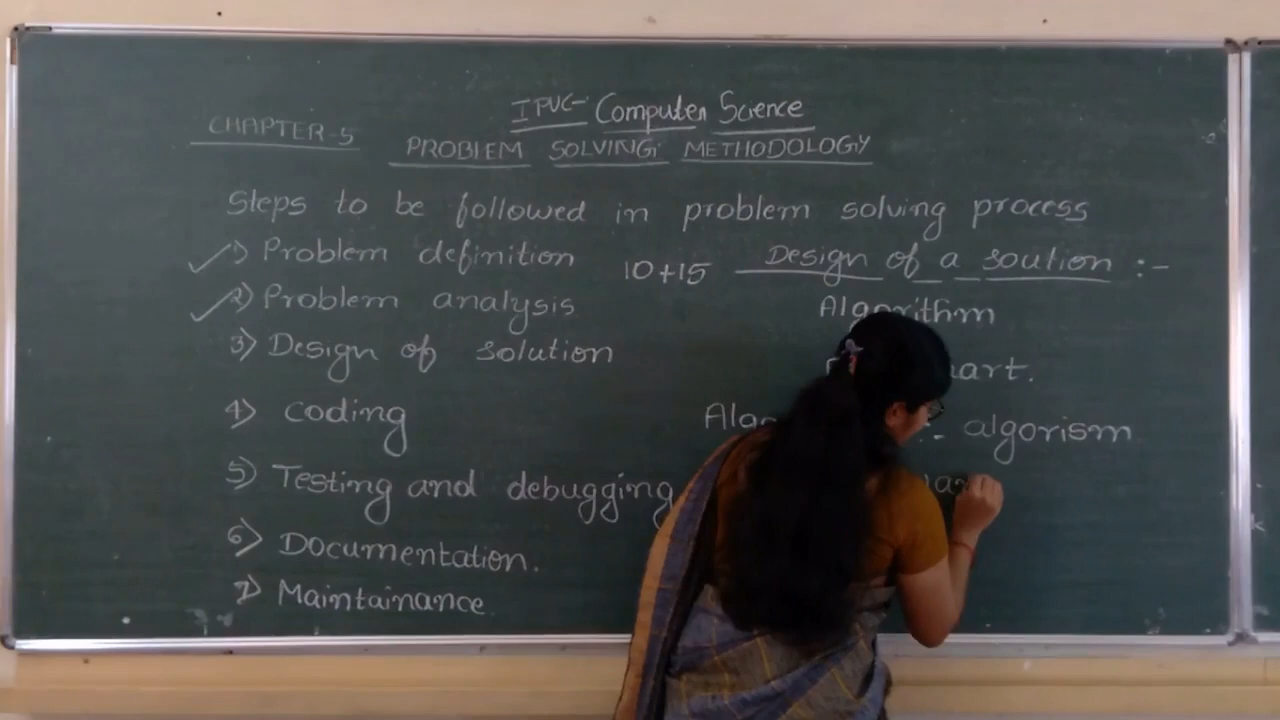 IPUC- Computer Science
CHAPTER-5
PROBLEM SOLVING METHODOLOGY
Steps to be followed in problem solving process
1) Problem definition
2) Problem analysis
3) Design of solution
4) Coding
5) Testing and debugging
6) Documentation.
7) Maintainance
10+15
Design of a soution :-
Algorithm
algorism